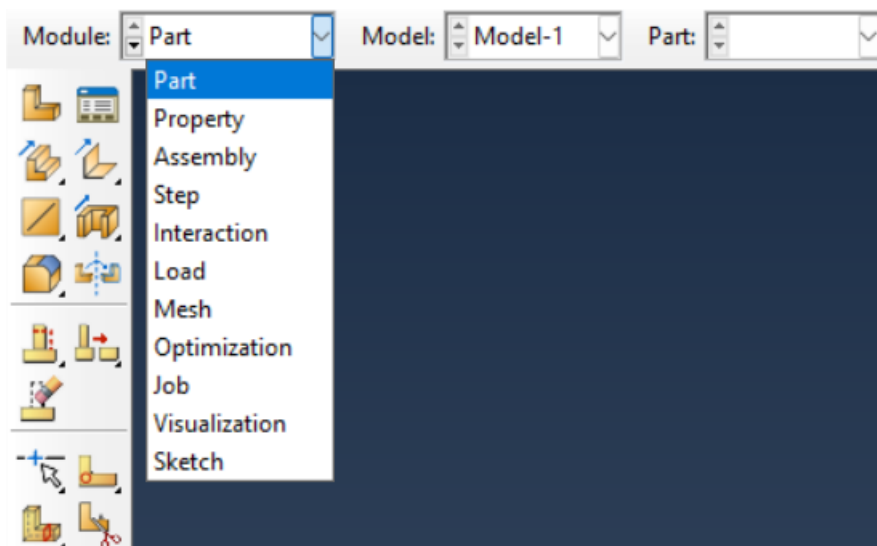 Module: Part Model: Model-1 Part:
Part
Property
Assembly
Step
Interaction
Load
Mesh
Optimization
Job
Visualization
Sketch